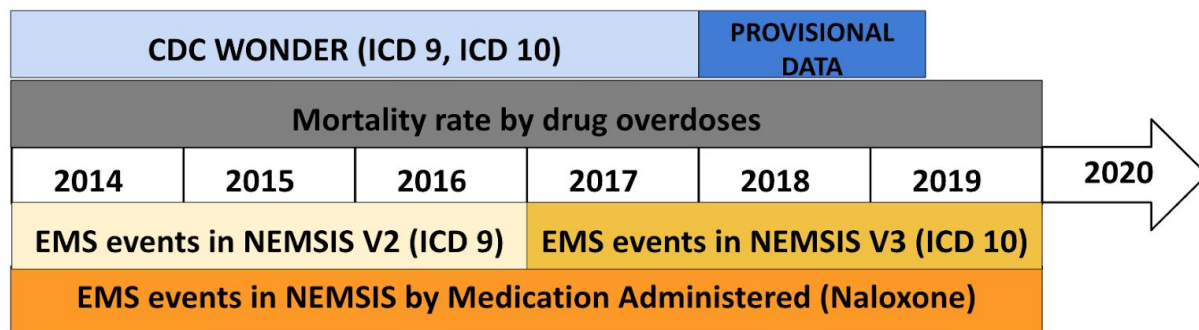 CDC WONDER (ICD 9, ICD 10)
PROVISIONAL
DATA
Mortality rate by drug overdoses
2014 2015 2016 2017 2018 2019 2020
EMS events in NEMSIS V2 (ICD 9) EMS events in NEMSIS V3 (ICD 10)
EMS events in NEMSIS by Medication Administered (Naloxone)